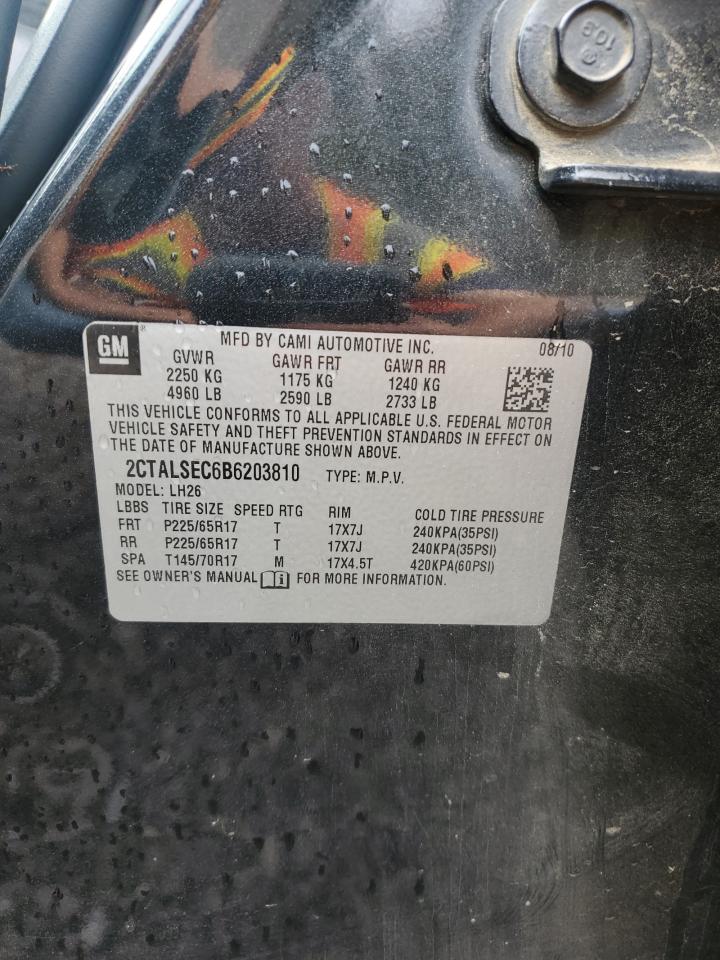 109
GM
MFD BY CAMI AUTOMOTIVE INC. 08/10
GVWR GAWR FRT GAWR RR
2250 KG 1175 KG 1240 KG
4960 LB 2590 LB 2733 LB
THIS VEHICLE CONFORMS TO ALL APPLICABLE U.S. FEDERAL MOTOR
VEHICLE SAFETY AND THEFT PREVENTION STANDARDS IN EFFECT ON
THE DATE OF MANUFACTURE SHOWN ABOVE.
2CTALSEC6B6203810 TYPE: M.P.V.
MODEL: LH26
LBBS TIRE SIZE SPEED RTG RIM COLD TIRE PRESSURE
FRT P225/65R17 T 17X7J 240KPA(35PSI)
RR P225/65R17 T 17X7J 240KPA(35PSI)
SPA T145/70R17 M 17X4.5T 420KPA(60PSI)
SEE OWNER'S MANUAL FOR MORE INFORMATION.